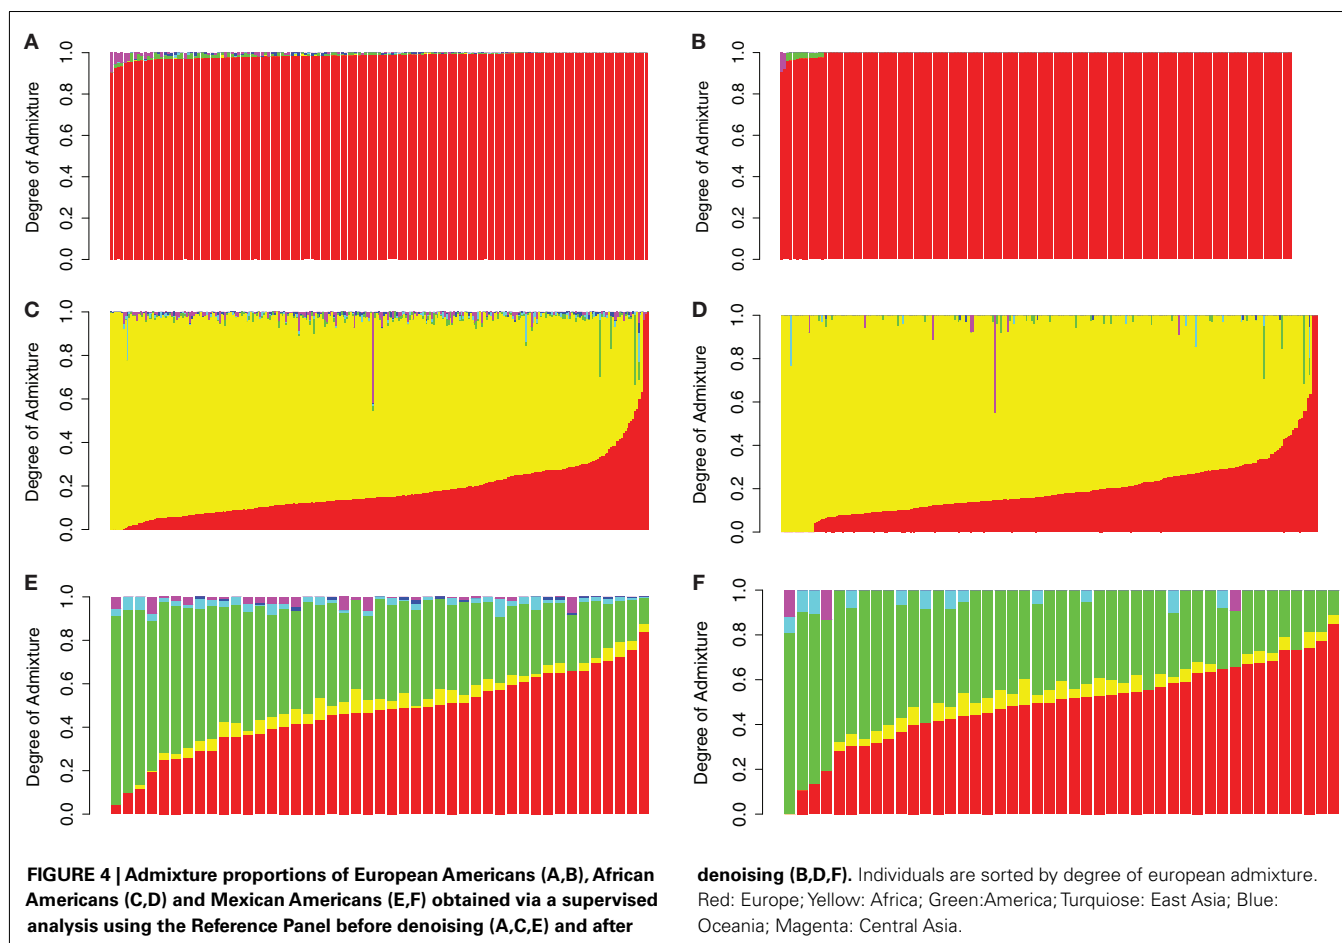 A
1.0
0.8
0.6
0.4
0.2
0.0
Degree of Admixture
B
1.0
0.8
0.6
0.4
0.2
0.0
Degree of Admixture
C
1.0
0.8
0.6
0.4
0.2
0.0
Degree of Admixture
D
1.0
0.8
0.6
0.4
0.2
0.0
Degree of Admixture
E
1.0
0.8
0.6
0.4
0.2
0.0
Degree of Admixture
F
1.0
0.8
0.6
0.4
0.2
0.0
Degree of Admixture
FIGURE 4 | Admixture proportions of European Americans (A,B), African
Americans (C,D) and Mexican Americans (E,F) obtained via a supervised
analysis using the Reference Panel before denoising (A,C,E) and after
denoising (B,D,F). Individuals are sorted by degree of european admixture.
Red: Europe; Yellow: Africa; Green:America; Turquiose: East Asia; Blue:
Oceania; Magenta: Central Asia.